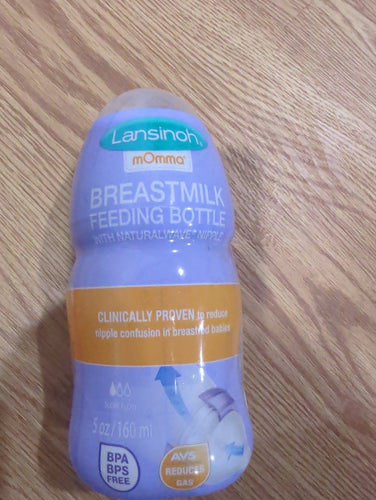 Lansinoh®
mOmma®
BREASTMILK
FEEDING BOTTLE
WITH NATURALWAVE® NIPPLE
CLINICALLY PROVEN to reduce
nipple confusion in breastfed babies
5 oz / 160 ml
BPA
BPS
FREE
AVS
REDUCES
GAS